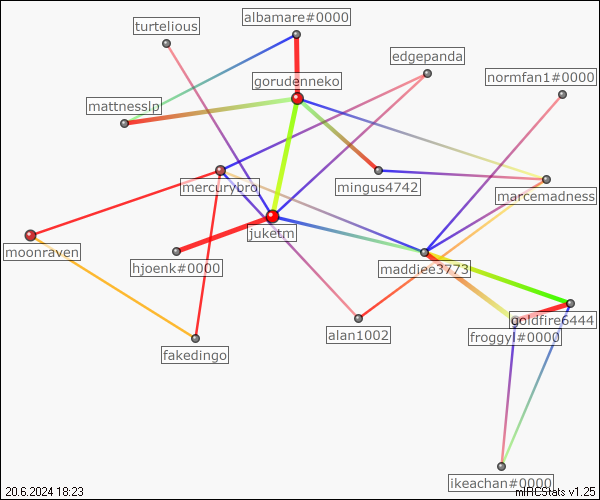 albamare#0000
turtelious
edgepanda
gorudenneko
normfan1#0000
mattnesslp
mercurybro
mingus4742
marcemadness
juketm
moonraven
hjoenk#0000
maddiee3773
goldfire6444
alan1002
froggyl#0000
fakedingo
ikeachan#0000
20.6.2024 18:23
mIRCStats v1.25